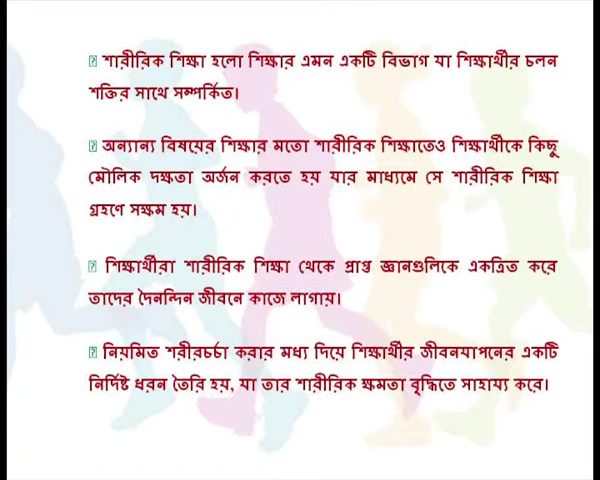 শারীরিক শিক্ষা হলো শিক্ষার এমন একটি বিভাগ যা শিক্ষার্থীর চলন
শক্তির সাথে সম্পর্কিত।
অন্যান্য বিষয়ের শিক্ষার মতো শারীরিক শিক্ষাতেও শিক্ষার্থীকে কিছু
মৌলিক দক্ষতা অর্জন করতে হয় যার মাধ্যমে সে শারীরিক শিক্ষা
গ্রহণে সক্ষম হয়।
শিক্ষার্থীরা শারীরিক শিক্ষা থেকে প্রাপ্ত জ্ঞানগুলিকে একত্রিত করে
তাদের দৈনন্দিন জীবনে কাজে লাগায়।
নিয়মিত শরীরচর্চা করার মধ্য দিয়ে শিক্ষার্থীর জীবনযাপনের একটি
নির্দিষ্ট ধরন তৈরি হয়, যা তার শারীরিক ক্ষমতা বৃদ্ধিতে সাহায্য করে।